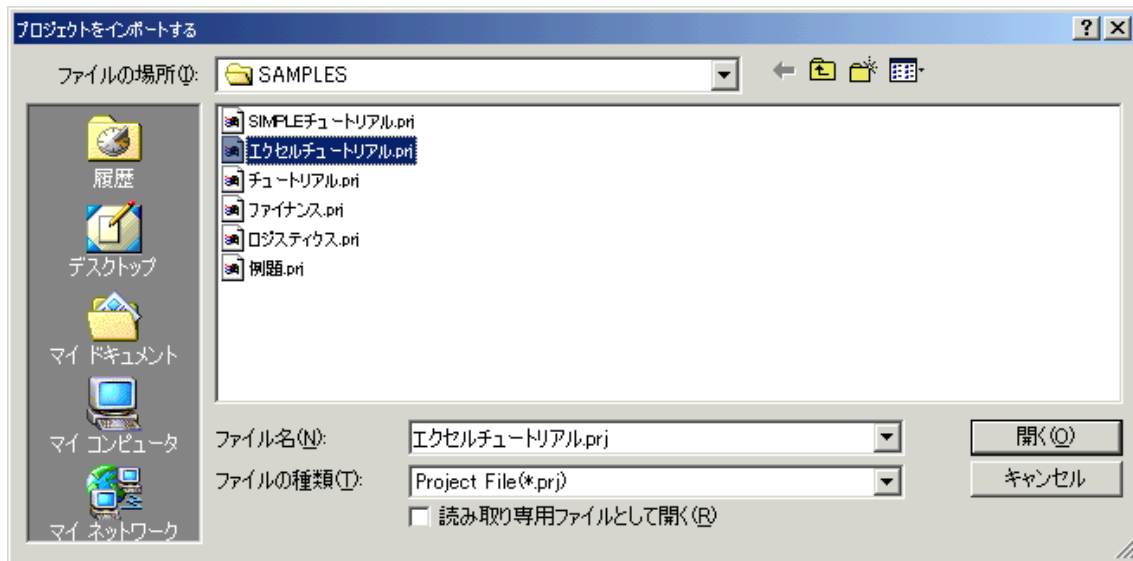 プロジェクトをインポートする
ファイルの場所(I):
SAMPLES
履歴
デスクトップ
マイ ドキュメント
マイ コンピュータ
マイ ネットワーク
SIMPLEチュートリアル.prj
エクセルチュートリアル.prj
チュートリアル.prj
ファイナンス.prj
ロジスティクス.prj
例題.prj
ファイル名(N):
エクセルチュートリアル.prj
開く(O)
ファイルの種類(T):
Project File(*.prj)
キャンセル
読み取り専用ファイルとして開く(R)